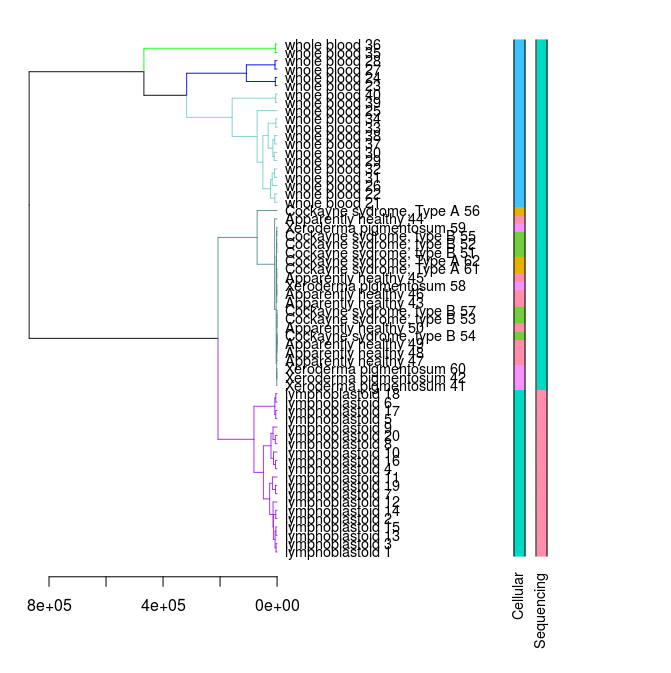 whole blood 36
whole blood 35
whole blood 28
whole blood 27
whole blood 24
whole blood 23
whole blood 40
whole blood 39
whole blood 25
whole blood 34
whole blood 33
whole blood 38
whole blood 37
whole blood 30
whole blood 29
whole blood 32
whole blood 31
whole blood 26
whole blood 22
whole blood 21
Cockayne sydrome, Type A 56
Apparently healthy 44
Xeroderma pigmentosum 59
Cockayne sydrome, type B 55
Cockayne sydrome, type B 52
Cockayne sydrome, type B 51
Cockayne sydrome, Type A 62
Cockayne sydrome, Type A 61
Apparently healthy 45
Xeroderma pigmentosum 58
Apparently healthy 46
Apparently healthy 43
Cockayne sydrome, type B 57
Cockayne sydrome, type B 53
Apparently healthy 50
Cockayne sydrome, type B 54
Apparently healthy 49
Apparently healthy 48
Apparently healthy 47
Xeroderma pigmentosum 60
Xeroderma pigmentosum 42
Xeroderma pigmentosum 41
lymphoblastoid 18
lymphoblastoid 6
lymphoblastoid 17
lymphoblastoid 5
lymphoblastoid 9
lymphoblastoid 20
lymphoblastoid 8
lymphoblastoid 10
lymphoblastoid 16
lymphoblastoid 4
lymphoblastoid 11
lymphoblastoid 19
lymphoblastoid 7
lymphoblastoid 12
lymphoblastoid 14
lymphoblastoid 2
lymphoblastoid 15
lymphoblastoid 13
lymphoblastoid 3
lymphoblastoid 1
8e+05 4e+05 0e+00
Cellular
Sequencing